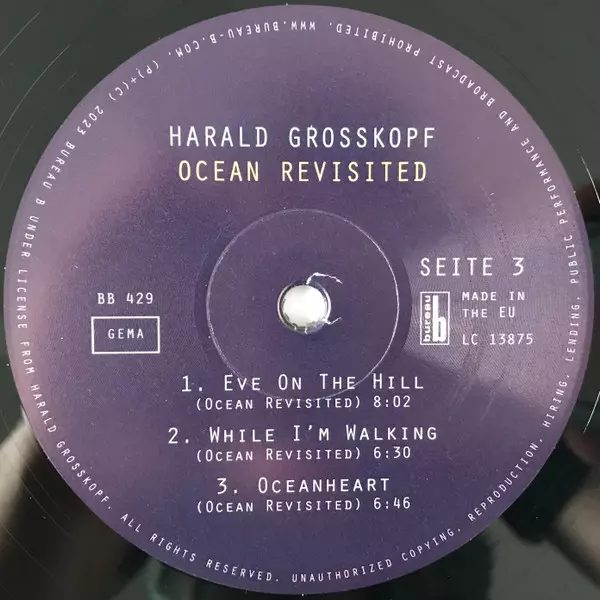 HARALD GROSSKOPF
OCEAN REVISITED
SEITE 3
BB 429
GEMA
bureau b
MADE IN
THE EU
LC 13875
1. EVE ON THE HILL
(OCEAN REVISITED) 8:02
2. WHILE I'M WALKING
(OCEAN REVISITED) 6:30
3. OCEANHEART
(OCEAN REVISITED) 6:46
(P)+(C) 2023 BUREAU B UNDER LICENSE FROM HARALD GROSSKOPF. ALL RIGHTS RESERVED. UNAUTHORIZED COPYING, REPRODUCTION, HIRING, LENDING, PUBLIC PERFORMANCE AND BROADCAST PROHIBITED. WWW.BUREAU-B.COM.